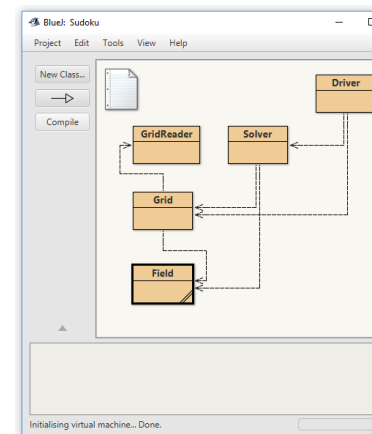 BlueJ: Sudoku
Project Edit Tools View Help
New Class...
Compile
Driver
GridReader
Solver
Grid
Field
Initialising virtual machine... Done.